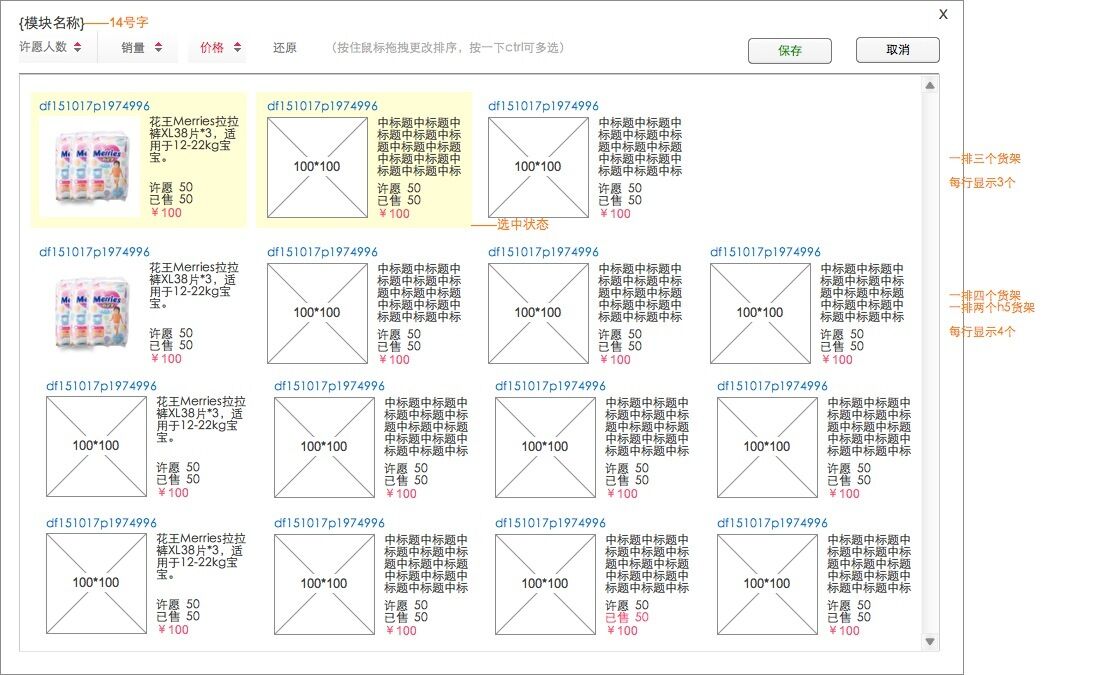 {模块名称}
14号字
X
许愿人数
销量
价格
还原
（按住鼠标拖拽更改排序，按一下ctrl可多选）
保存
取消
df151017p1974996
Merries
花王Merries拉拉
裤XL38片*3，适
用于12-22kg宝
宝。
许愿 50
已售 50
￥100
df151017p1974996
100*100
中标题中标题中
标题中标题中标
题中标题中标题
中标题中标题中
标题中标题中标
许愿 50
已售 50
￥100
df151017p1974996
100*100
中标题中标题中
标题中标题中标
题中标题中标题
中标题中标题中
标题中标题中标
许愿 50
已售 50
￥100
一排三个货架
每行显示3个
选中状态
df151017p1974996
Merries
花王Merries拉拉
裤XL38片*3，适
用于12-22kg宝
宝。
许愿 50
已售 50
￥100
df151017p1974996
100*100
中标题中标题中
标题中标题中标
题中标题中标题
中标题中标题中
标题中标题中标
许愿 50
已售 50
￥100
df151017p1974996
100*100
中标题中标题中
标题中标题中标
题中标题中标题
中标题中标题中
标题中标题中标
许愿 50
已售 50
￥100
df151017p1974996
100*100
中标题中标题中
标题中标题中标
题中标题中标题
中标题中标题中
标题中标题中标
许愿 50
已售 50
￥100
一排四个货架
一排两个h5货架
每行显示4个
df151017p1974996
100*100
花王Merries拉拉
裤XL38片*3，适
用于12-22kg宝
宝。
许愿 50
已售 50
￥100
df151017p1974996
100*100
中标题中标题中
标题中标题中标
题中标题中标题
中标题中标题中
标题中标题中标
许愿 50
已售 50
￥100
df151017p1974996
100*100
中标题中标题中
标题中标题中标
题中标题中标题
中标题中标题中
标题中标题中标
许愿 50
已售 50
￥100
df151017p1974996
100*100
中标题中标题中
标题中标题中标
题中标题中标题
中标题中标题中
标题中标题中标
许愿 50
已售 50
￥100
df151017p1974996
100*100
花王Merries拉拉
裤XL38片*3，适
用于12-22kg宝
宝。
许愿 50
已售 50
￥100
df151017p1974996
100*100
中标题中标题中
标题中标题中标
题中标题中标题
中标题中标题中
标题中标题中标
许愿 50
已售 50
￥100
df151017p1974996
100*100
中标题中标题中
标题中标题中标
题中标题中标题
中标题中标题中
标题中标题中标
许愿 50
已售 50
￥100
df151017p1974996
100*100
中标题中标题中
标题中标题中标
题中标题中标题
中标题中标题中
标题中标题中标
许愿 50
已售 50
￥100